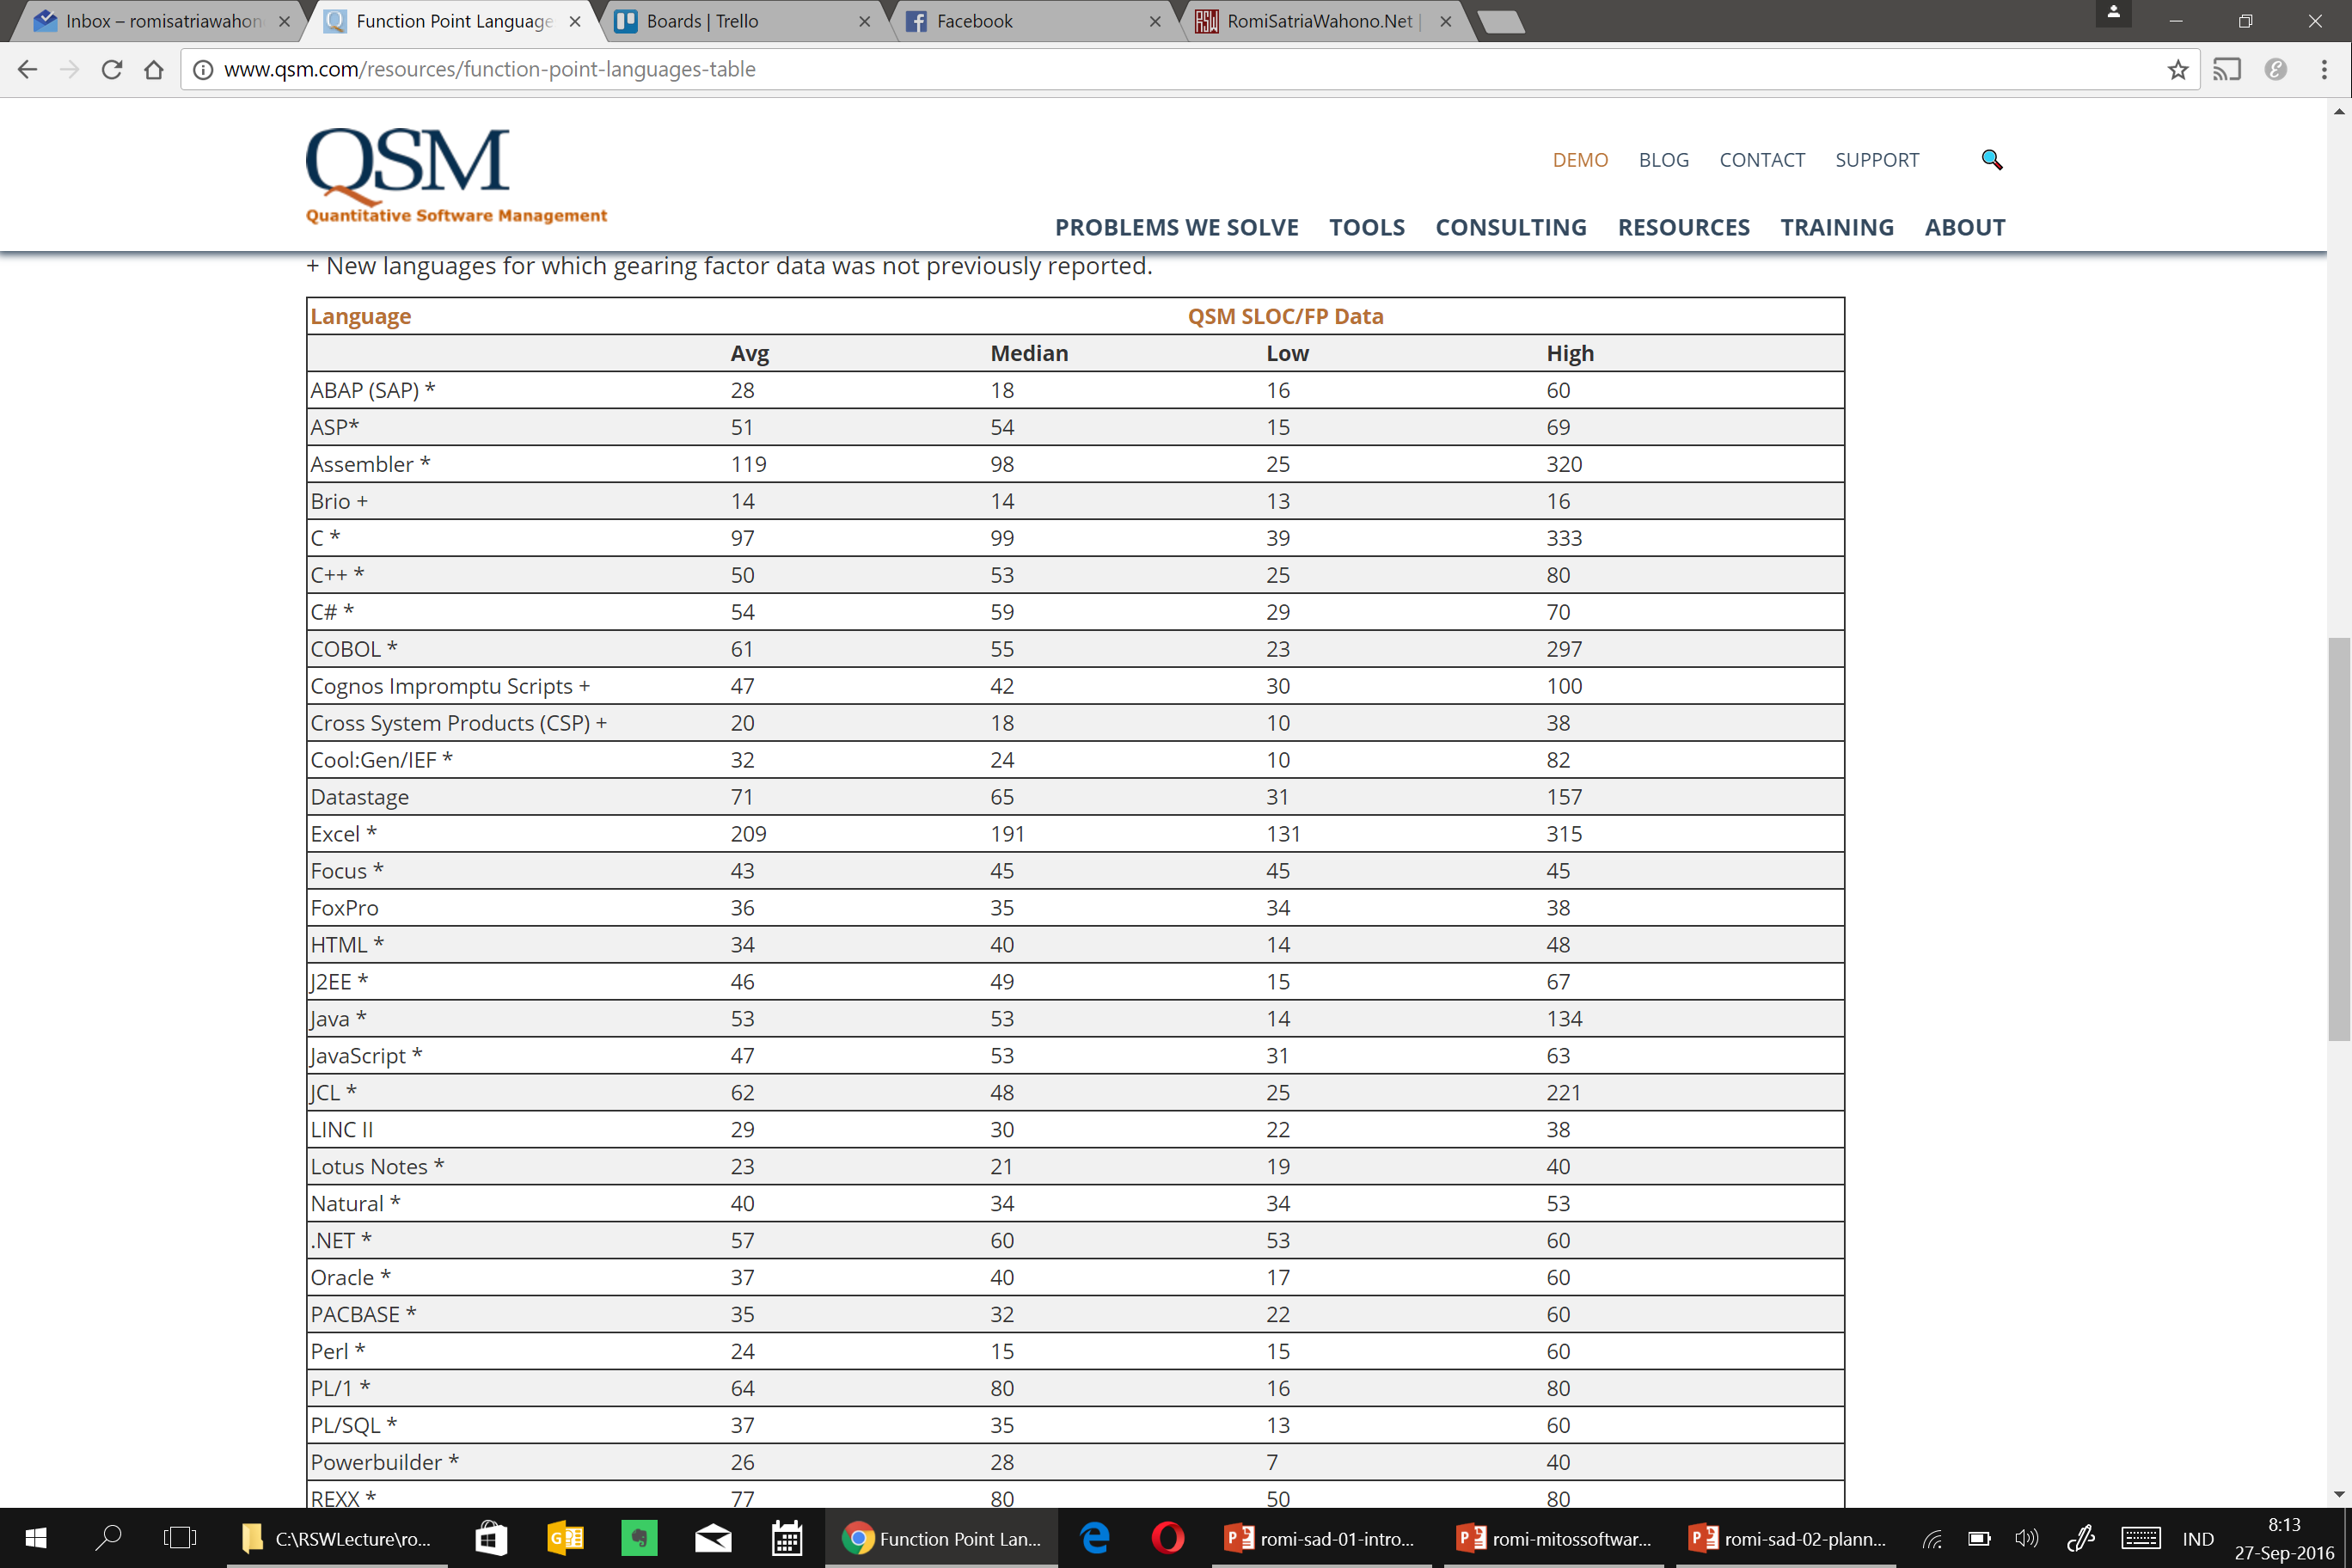 Inbox – romisatriawahon
Function Point Language
Boards | Trello
Facebook
RomiSatriaWahono.Net |
www.qsm.com/resources/function-point-languages-table
QSM
Quantitative Software Management
DEMO BLOG CONTACT SUPPORT
PROBLEMS WE SOLVE TOOLS CONSULTING RESOURCES TRAINING ABOUT
+ New languages for which gearing factor data was not previously reported.
Language QSM SLOC/FP Data
Avg Median Low High
ABAP (SAP) * 28 18 16 60
ASP* 51 54 15 69
Assembler * 119 98 25 320
Brio + 14 14 13 16
C * 97 99 39 333
C++ * 50 53 25 80
C# * 54 59 29 70
COBOL * 61 55 23 297
Cognos Impromptu Scripts + 47 42 30 100
Cross System Products (CSP) + 20 18 10 38
Cool:Gen/IEF * 32 24 10 82
Datastage 71 65 31 157
Excel * 209 191 131 315
Focus * 43 45 45 45
FoxPro 36 35 34 38
HTML * 34 40 14 48
J2EE * 46 49 15 67
Java * 53 53 14 134
JavaScript * 47 53 31 63
JCL * 62 48 25 221
LINC II 29 30 22 38
Lotus Notes * 23 21 19 40
Natural * 40 34 34 53
.NET * 57 60 53 60
Oracle * 37 40 17 60
PACBASE * 35 32 22 60
Perl * 24 15 15 60
PL/1 * 64 80 16 80
PL/SQL * 37 35 13 60
Powerbuilder * 26 28 7 40
REXX * 77 80 50 80
C:\RSWLecture\ro...
Function Point Lan...
romi-sad-01-intro...
romi-mitossoftwar...
romi-sad-02-plann...
IND
8:13
27-Sep-2016